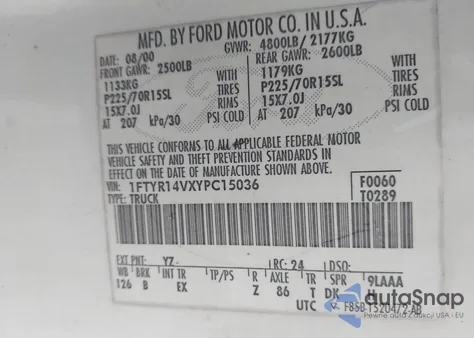 MFD. BY FORD MOTOR CO. IN U.S.A.
DATE: 08/00 GVWR: 4800LB/ 2177KG
FRONT GAWR: 2500LB REAR GAWR: 2600LB
1133KG WITH 1179KG WITH
P225/70R15SL TIRES P225/70R15SL TIRES
15X7.0J RIMS 15X7.0J RIMS
AT 207 kPa/30 PSI COLD AT 207 kPa/30 PSI COLD
THIS VEHICLE CONFORMS TO ALL APPLICABLE FEDERAL MOTOR
VEHICLE SAFETY AND THEFT PREVENTION STANDARDS IN
EFFECT ON THE DATE OF MANUFACTURE SHOWN ABOVE.
VIN: 1FTYR14VXYPC15036 F0060
TYPE: TRUCK T0289
EXT PNT: YZ RC: 24 DSO:
WB BRK INT TR TP/PS R AXLE TR SPR 9LAAA
126 B EX Z 86 T DK
UTC
autoSnap
Pewne zakupy z USA i EU